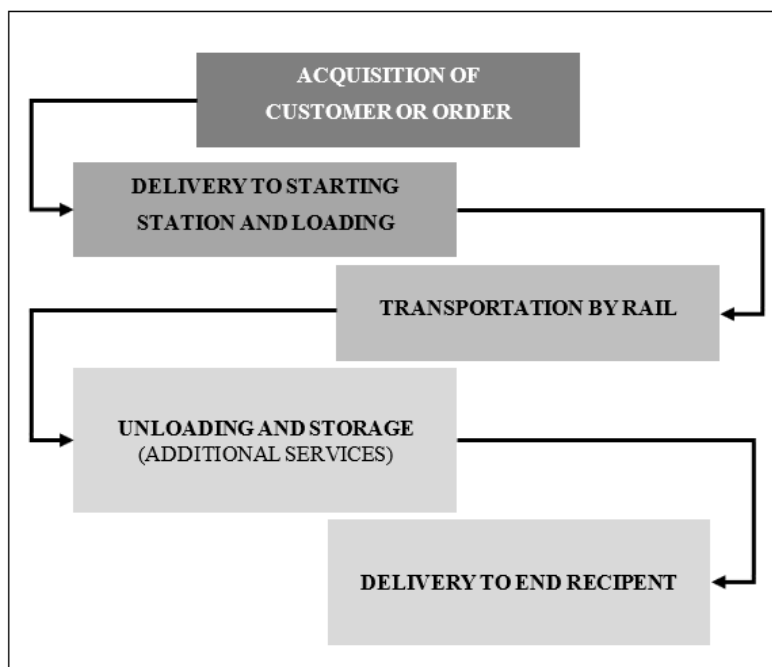 ACQUISITION OF
CUSTOMER OR ORDER
DELIVERY TO STARTING
STATION AND LOADING
TRANSPORTATION BY RAIL
UNLOADING AND STORAGE
(ADDITIONAL SERVICES)
DELIVERY TO END RECIPENT